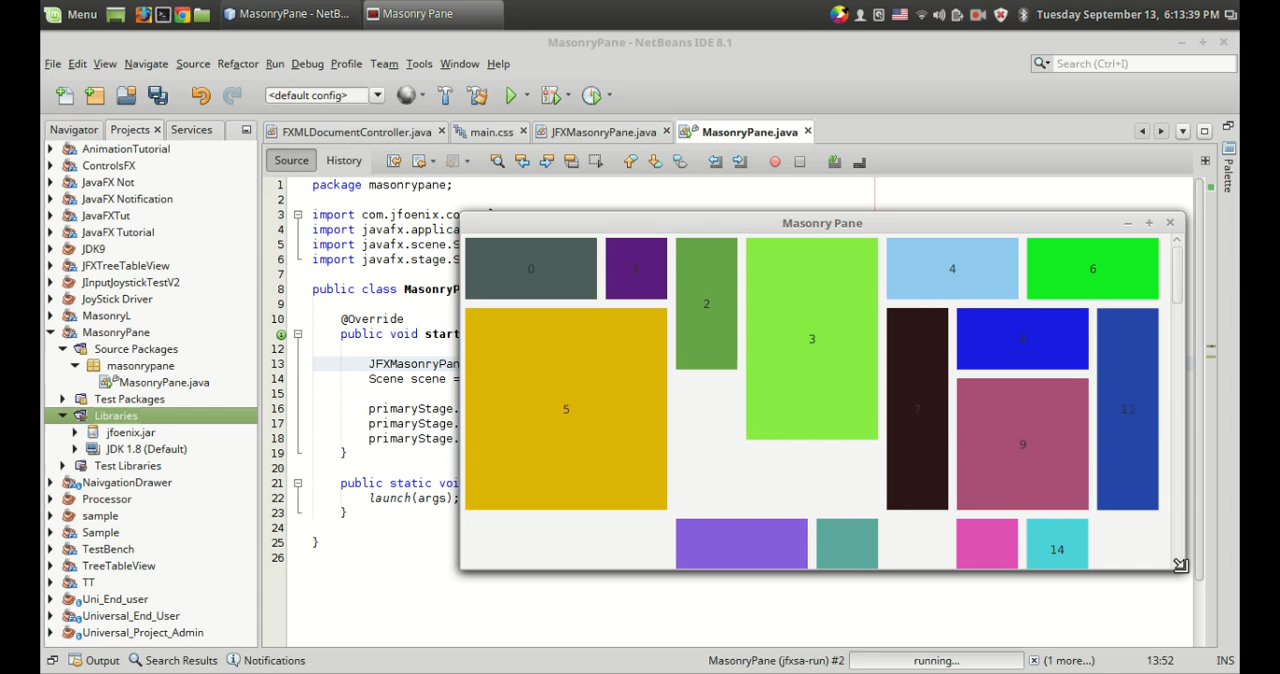 Menu
MasonryPane - NetB...
Masonry Pane
Tuesday September 13, 6:13:39 PM
MasonryPane - NetBeans IDE 8.1
File Edit View Navigate Source Refactor Run Debug Profile Team Tools Window Help
Search (Ctrl+I)
<default config>
Navigator Projects Services
FXMLDocumentController.java main.css JFXMasonryPane.java MasonryPane.java
Source History
Palette
AnimationTutorial
ControlsFX
JavaFX Not
JavaFX Notification
JavaFXTut
JavaFX Tutorial
JDK9
JFXTreeTableView
JInputJoystickTestV2
JoyStick Driver
MasonryL
MasonryPane
Source Packages
masonrypane
MasonryPane.java
Test Packages
Libraries
jfoenix.jar
JDK 1.8 (Default)
Test Libraries
NaivgationDrawer
Processor
sample
Sample
TestBench
TreeTableView
TT
Uni_End_user
Universal_End_User
Universal_Project_Admin
1 package masonrypane;
2
3 import com.jfoenix.co
4 import javafx.applica
5 import javafx.scene.S
6 import javafx.stage.S
7
8 public class MasonryP
9
10 @Override
public void start
12
13 JFXMasonryPan
14 Scene scene =
15
16 primaryStage.
17 primaryStage.
18 primaryStage.
19 }
20
21 public static voi
22 launch(args);
23 }
24
25 }
26
Masonry Pane
0
2
3
4
6
5
7
8
9
11
14
Output Search Results Notifications
MasonryPane (jfxsa-run) #2 running... (1 more...) 13:52 INS